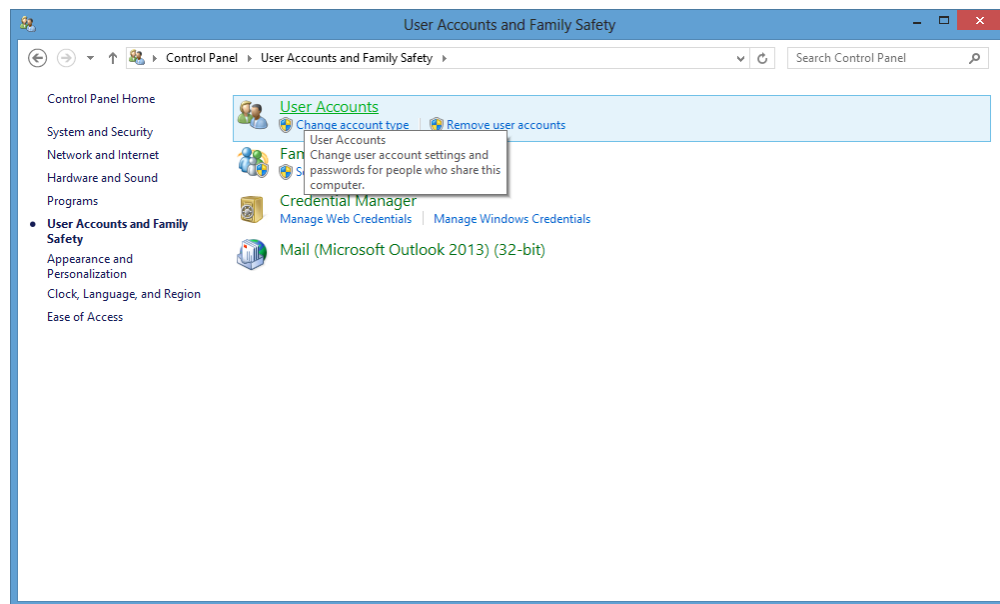 User Accounts and Family Safety
Control Panel
User Accounts and Family Safety
Search Control Panel
Control Panel Home
System and Security
Network and Internet
Hardware and Sound
Programs
User Accounts and Family
Safety
Appearance and
Personalization
Clock, Language, and Region
Ease of Access
User Accounts
Change account type
Remove user accounts
User Accounts
Change user account settings and
passwords for people who share this
computer.
Credential Manager
Manage Web Credentials
Manage Windows Credentials
Mail (Microsoft Outlook 2013) (32-bit)